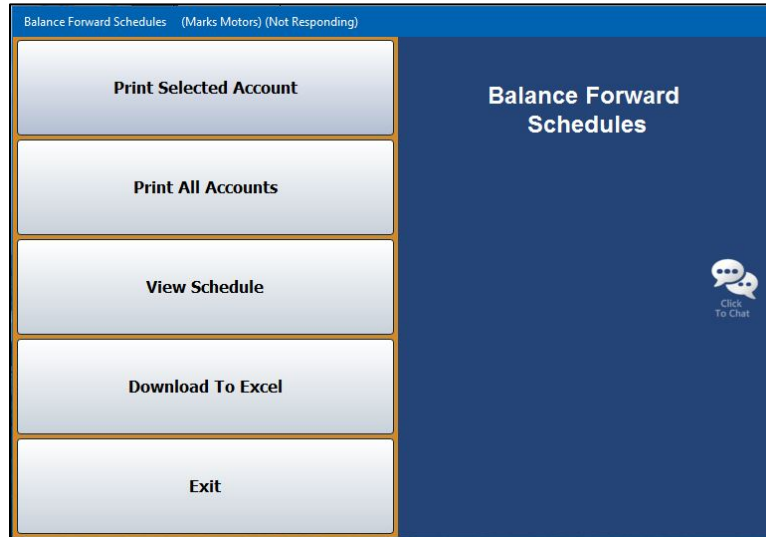 Balance Forward Schedules (Marks Motors) (Not Responding)
Print Selected Account
Print All Accounts
View Schedule
Download To Excel
Exit
Balance Forward
Schedules
Click
To Chat